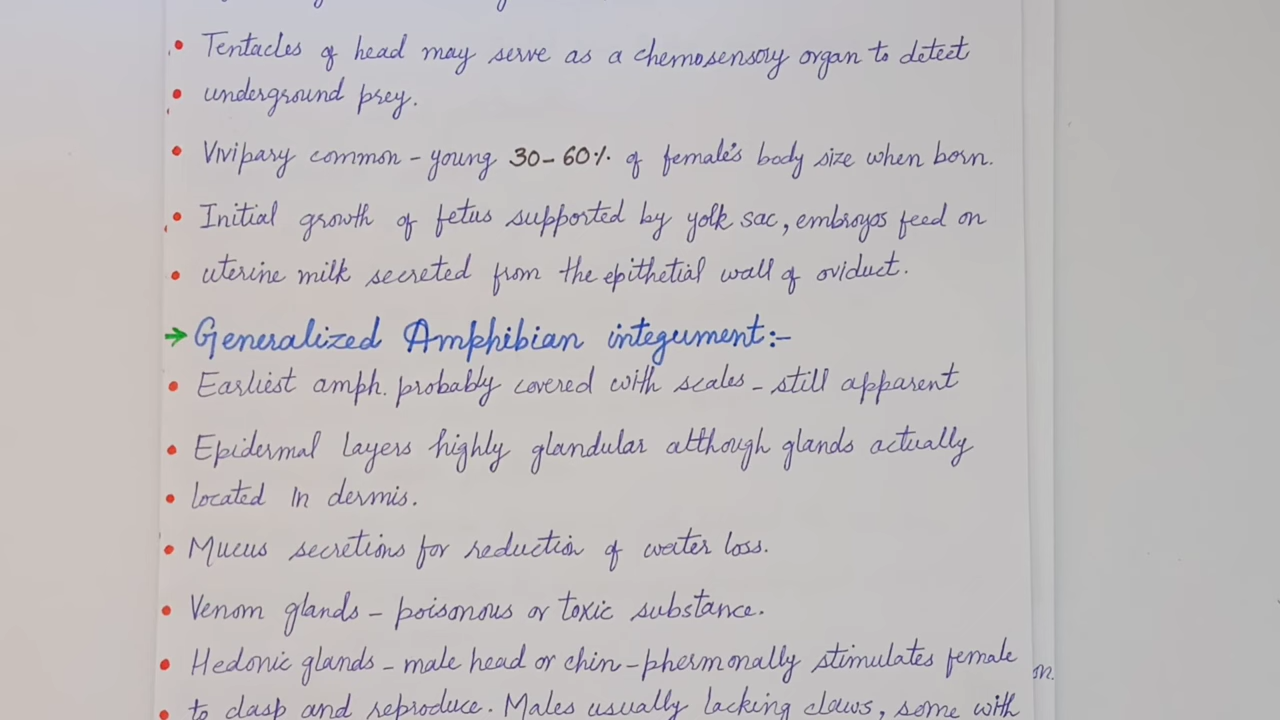 • Tentacles of head may serve as a chemosensory organ to detect
• underground prey.
• Vivipary common - young 30-60% of female's body size when born.
• Initial growth of fetus supported by yolk sac, embroyos feed on
• uterine milk secreted from the epithetial wall of oviduct.
→ Generalized Amphibian integument:-
• Earliest amph. probably covered with scales - still apparent
• Epidermal layers highly glandular although glands actually
• located in dermis.
• Mucus secretions for reduction of water loss.
• Venom glands - poisonous or toxic substance.
• Hedonic glands - male head or chin - phermonally stimulates female
on.
• to clasp and reproduce. Males usually lacking claws, some with